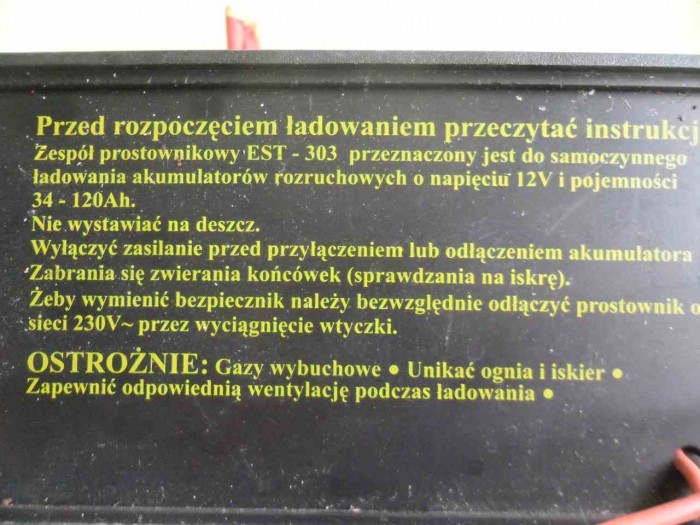 Przed rozpoczęciem ładowaniem przeczytać instrukcj
Zespół prostownikowy EST - 303 przeznaczony jest do samoczynnego
ładowania akumulatorów rozruchowych o napięciu 12V i pojemności
34 - 120Ah.
Nie wystawiać na deszcz.
Wyłączyć zasilanie przed przyłączeniem lub odłączeniem akumulatora
Zabrania się zwierania końcówek (sprawdzania na iskrę).
Żeby wymienić bezpiecznik należy bezwzględnie odłączyć prostownik o
sieci 230V~ przez wyciągnięcie wtyczki.
OSTROŻNIE: Gazy wybuchowe ● Unikać ognia i iskier ●
Zapewnić odpowiednią wentylację podczas ładowania ●